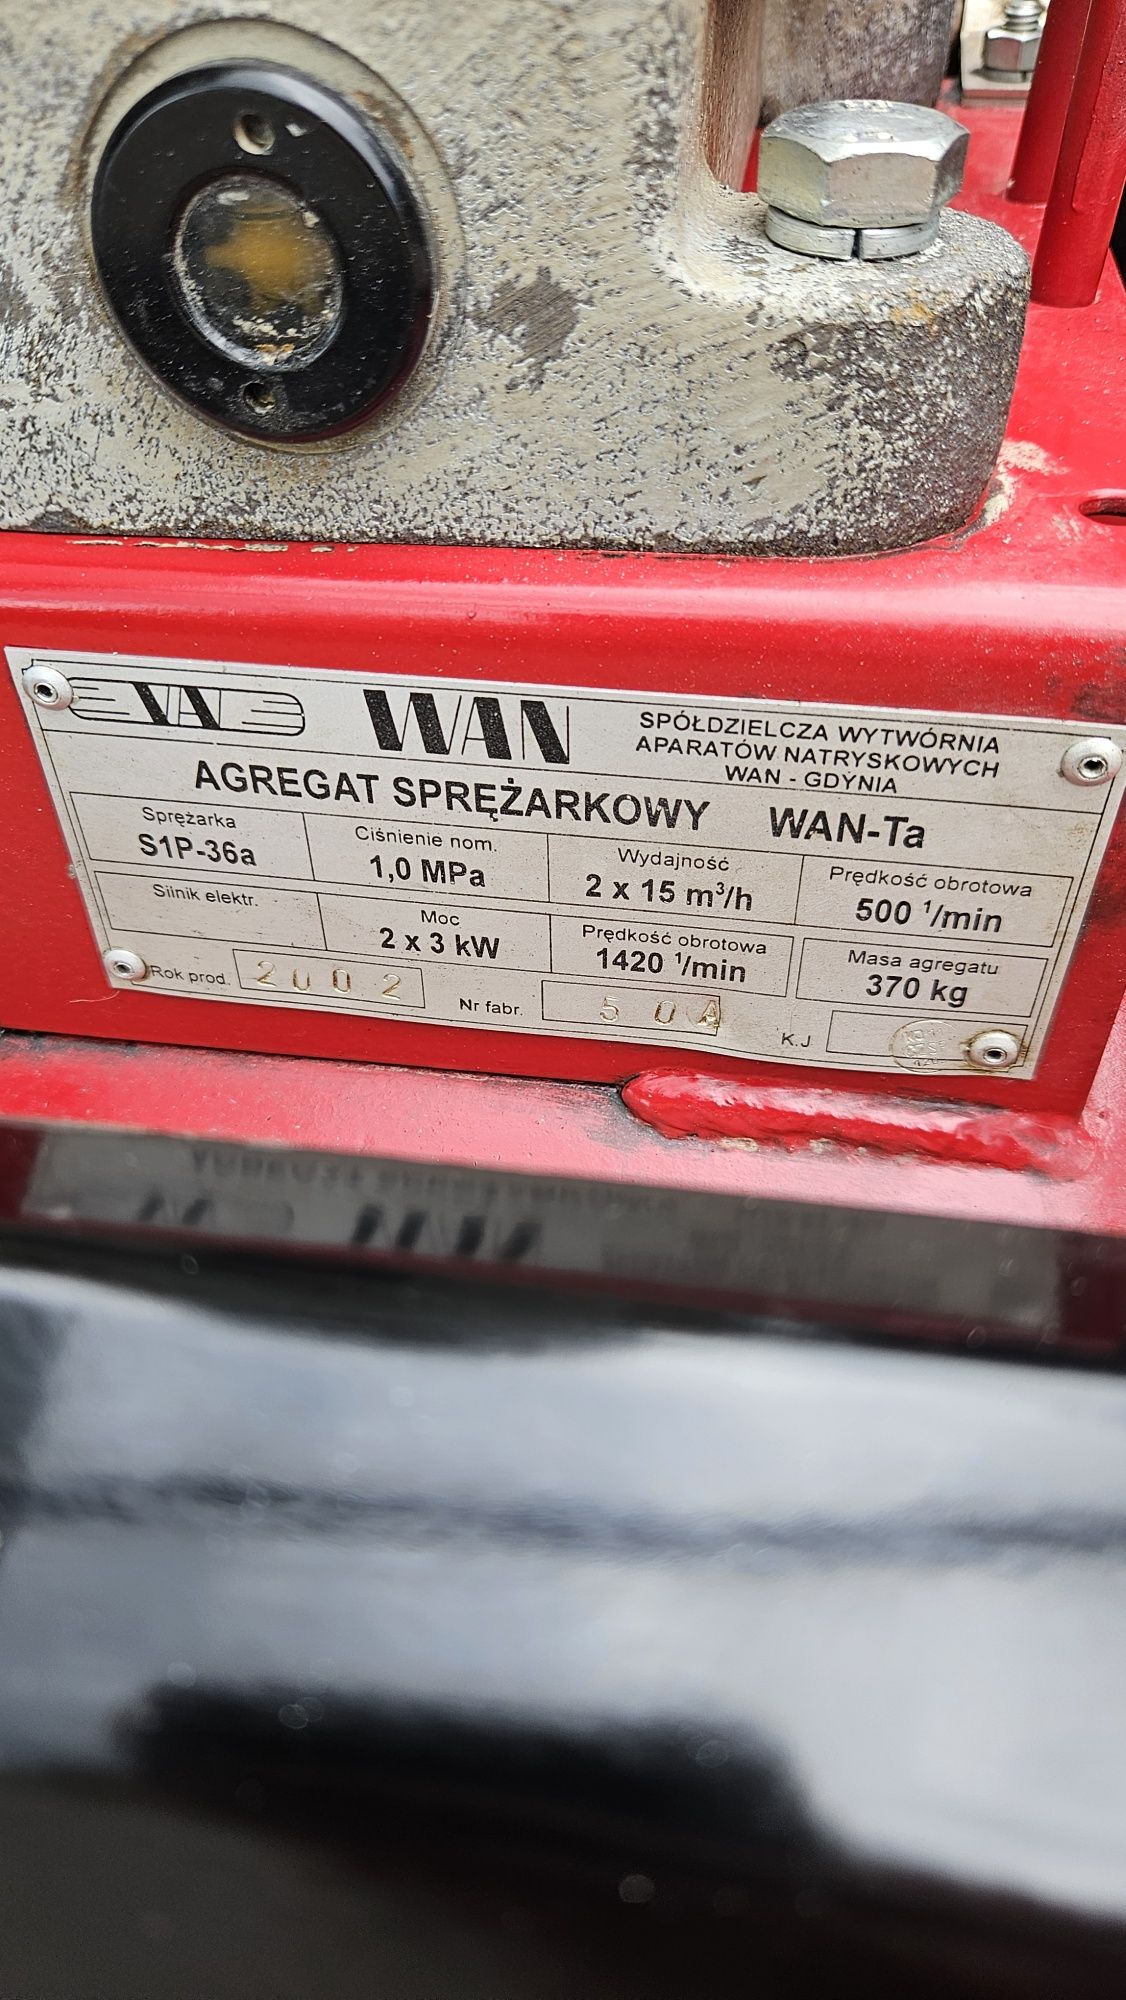 WAN WAN SPÓŁDZIELCZA WYTWÓRNIA
APARATÓW NATRYSKOWYCH
WAN - GDYNIA
AGREGAT SPRĘŻARKOWY WAN-Ta
Sprężarka Ciśnienie nom. Wydajność Prędkość obrotowa
S1P-36a 1,0 MPa 2 x 15 m³/h 500 ¹/min
Silnik elektr. Moc Prędkość obrotowa Masa agregatu
2 x 3 kW 1420 ¹/min 370 kg
Rok prod. 2002 Nr fabr. 50A K.J